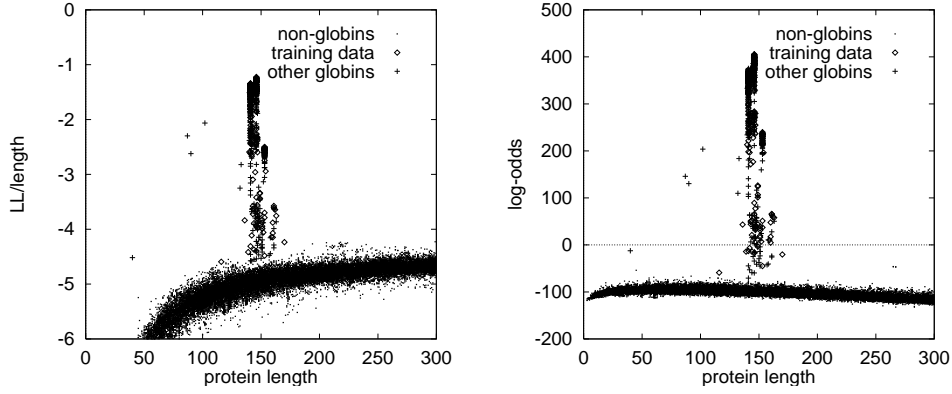 0
-1
-2
-3
-4
-5
-6
LL/length
0 50 100 150 200 250 300
protein length
non-globins
training data
other globins
500
400
300
200
100
0
-100
-200
log-odds
0 50 100 150 200 250 300
protein length
non-globins
training data
other globins